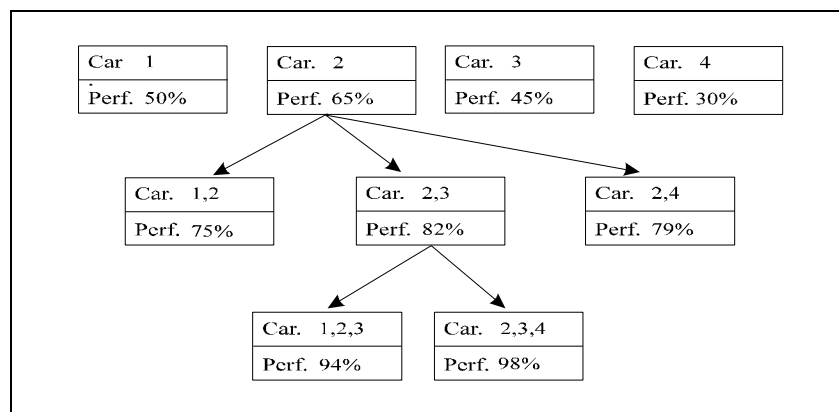 Car 1
Perf. 50%
Car. 2
Perf. 65%
Car. 3
Perf. 45%
Car. 4
Perf. 30%
Car. 1,2
Perf. 75%
Car. 2,3
Perf. 82%
Car. 2,4
Perf. 79%
Car. 1,2,3
Perf. 94%
Car. 2,3,4
Perf. 98%